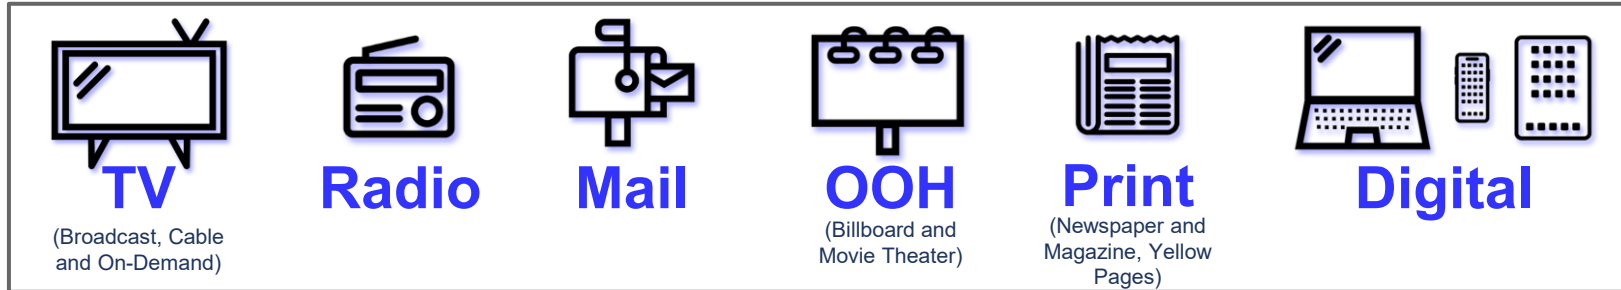 TV
(Broadcast, Cable
and On-Demand)
Radio
Mail
OOH
(Billboard and
Movie Theater)
Print
(Newspaper and
Magazine, Yellow
Pages)
Digital